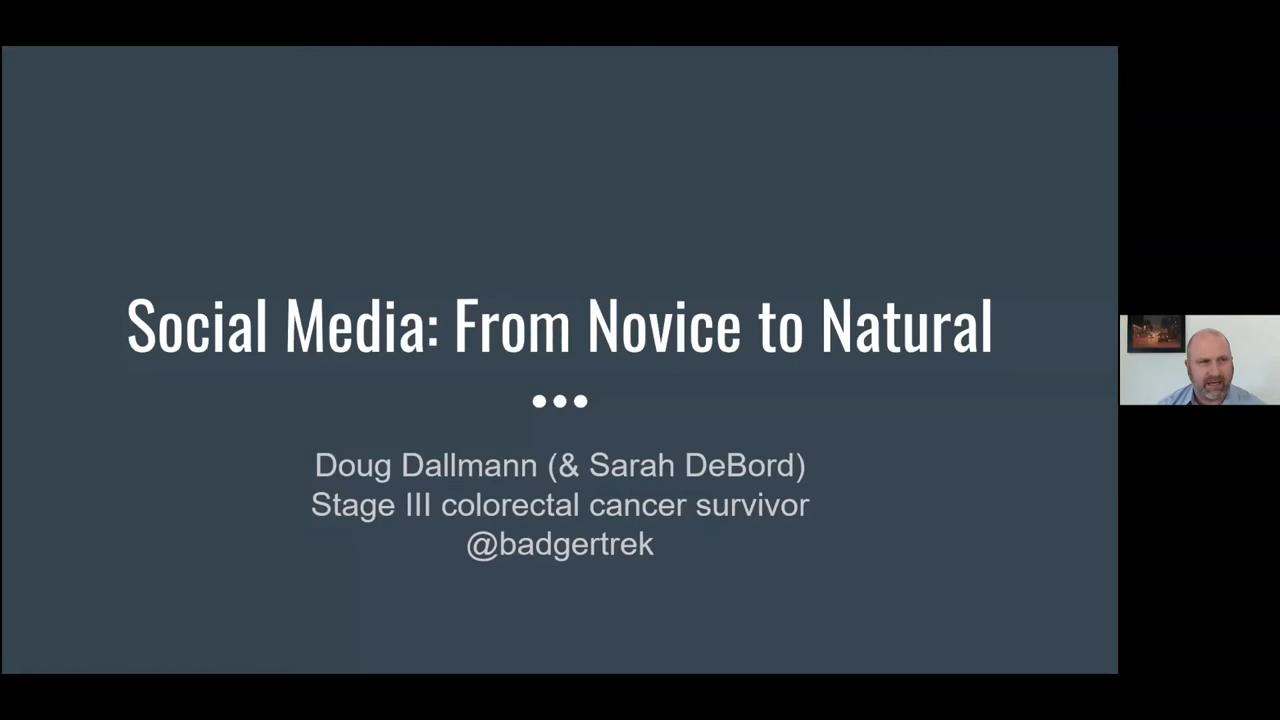 Social Media: From Novice to Natural
Doug Dallmann (& Sarah DeBord)
Stage III colorectal cancer survivor
@badgertrek